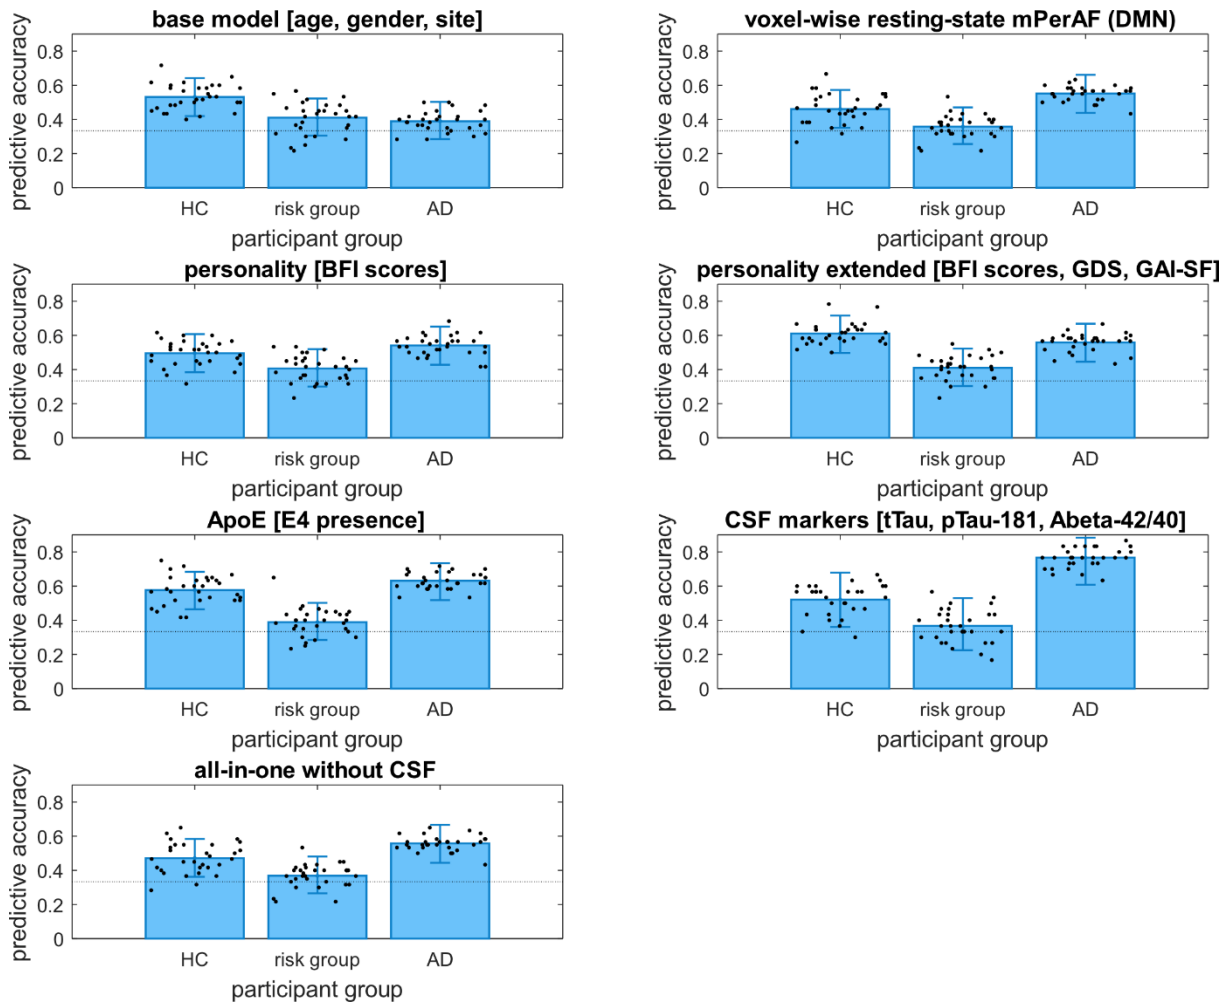 base model [age, gender, site]
predictive accuracy
0.8
0.6
0.4
0.2
0
HC risk group AD
participant group
voxel-wise resting-state mPerAF (DMN)
predictive accuracy
0.8
0.6
0.4
0.2
0
HC risk group AD
participant group
personality [BFI scores]
predictive accuracy
0.8
0.6
0.4
0.2
0
HC risk group AD
participant group
personality extended [BFI scores, GDS, GAI-SF]
predictive accuracy
0.8
0.6
0.4
0.2
0
HC risk group AD
participant group
ApoE [E4 presence]
predictive accuracy
0.8
0.6
0.4
0.2
0
HC risk group AD
participant group
CSF markers [tTau, pTau-181, Abeta-42/40]
predictive accuracy
0.8
0.6
0.4
0.2
0
HC risk group AD
participant group
all-in-one without CSF
predictive accuracy
0.8
0.6
0.4
0.2
0
HC risk group AD
participant group